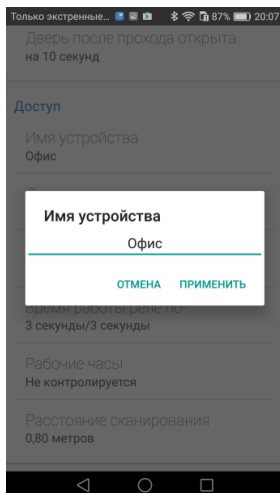 Только экстренные... 87% 20:07
Дверь после прохода открыта
на 10 секунд
Доступ
Имя устройства
Офис
Имя устройства
Офис
ОТМЕНА ПРИМЕНИТЬ
Время работы реле по-
3 секунды/3 секунды
Рабочие часы
Не контролируется
Расстояние сканирования
0,80 метров